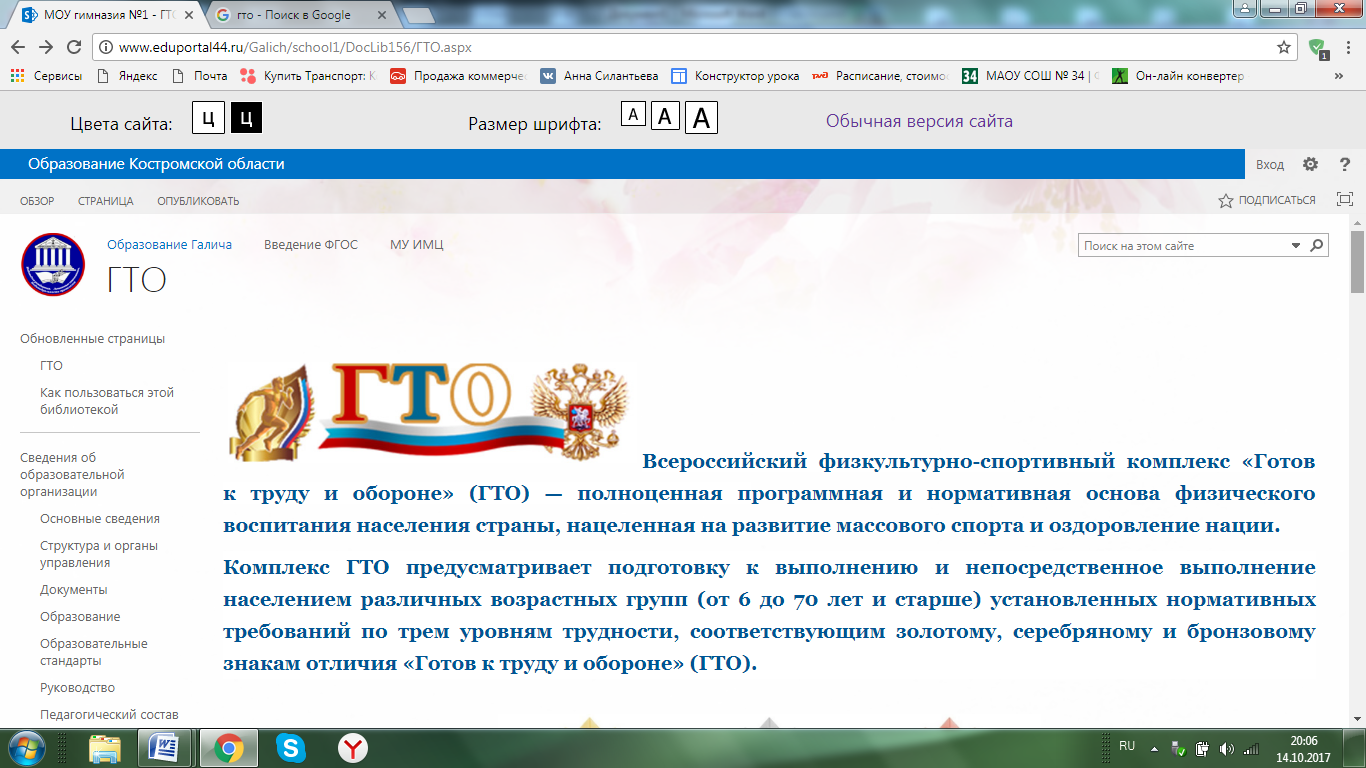 МОУ гимназия №1 - ГТО
гто - Поиск в Google
www.eduportal44.ru/Galich/school1/DocLib156/ГТО.aspx
1
Сервисы Яндекс Почта Купить Транспорт: Продажа коммерче Анна Силантьева Конструктор урока Расписание, стоимос 34 МАОУ СОШ № 34 | Он-лайн конвертер »
Цвета сайта: Ц Ц Размер шрифта: А А А Обычная версия сайта
Образование Костромской области Вход ?
ОБЗОР СТРАНИЦА ОПУБЛИКОВАТЬ ПОДПИСАТЬСЯ
Образование Галича Введение ФГОС МУ ИМЦ Поиск на этом сайте
ГТО
Обновленные страницы
ГТО
Как пользоваться этой
библиотекой
Сведения об
образовательной
организации
Основные сведения
Структура и органы
управления
Документы
Образование
Образовательные
стандарты
Руководство
Педагогический состав
ГТО
Всероссийский физкультурно-спортивный комплекс «Готов
к труду и обороне» (ГТО) — полноценная программная и нормативная основа физического
воспитания населения страны, нацеленная на развитие массового спорта и оздоровление нации.
Комплекс ГТО предусматривает подготовку к выполнению и непосредственное выполнение
населением различных возрастных групп (от 6 до 70 лет и старше) установленных нормативных
требований по трем уровням трудности, соответствующим золотому, серебряному и бронзовому
знакам отличия «Готов к труду и обороне» (ГТО).
RU
20:06
14.10.2017